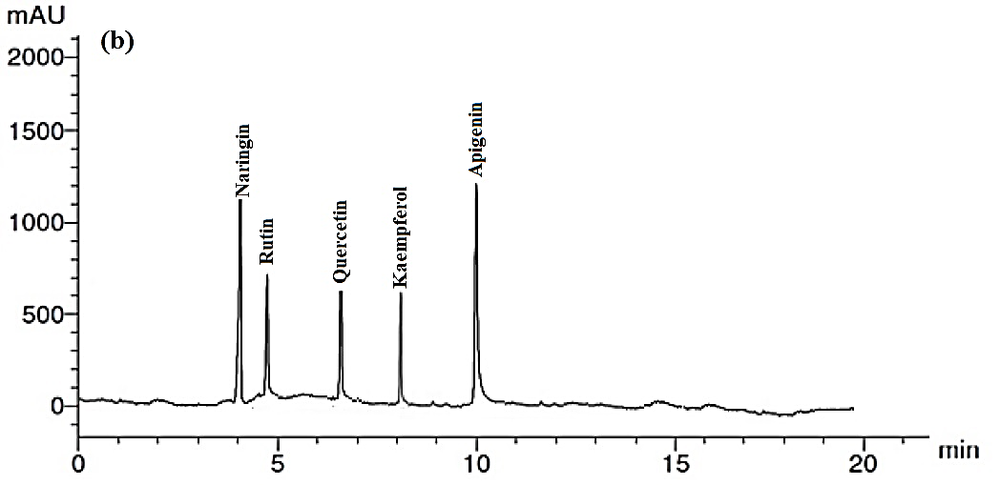 mAU
(b)
2000
1500
1000
500
0
Naringin
Rutin
Quercetin
Kaempferol
Apigenin
0 5 10 15 20 min